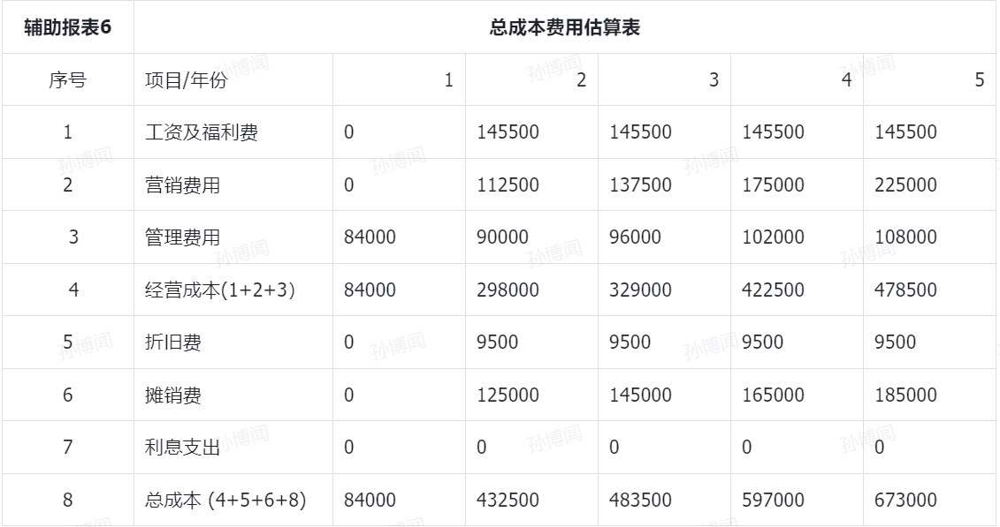 辅助报表6 总成本费用估算表
序号 项目/年份 1 2 3 4 5
1 工资及福利费 0 145500 145500 145500 145500
2 营销费用 0 112500 137500 175000 225000
3 管理费用 84000 90000 96000 102000 108000
4 经营成本(1+2+3) 84000 298000 329000 422500 478500
5 折旧费 0 9500 9500 9500 9500
6 摊销费 0 125000 145000 165000 185000
7 利息支出 0 0 0 0 0
8 总成本 (4+5+6+8) 84000 432500 483500 597000 673000
孙博闻